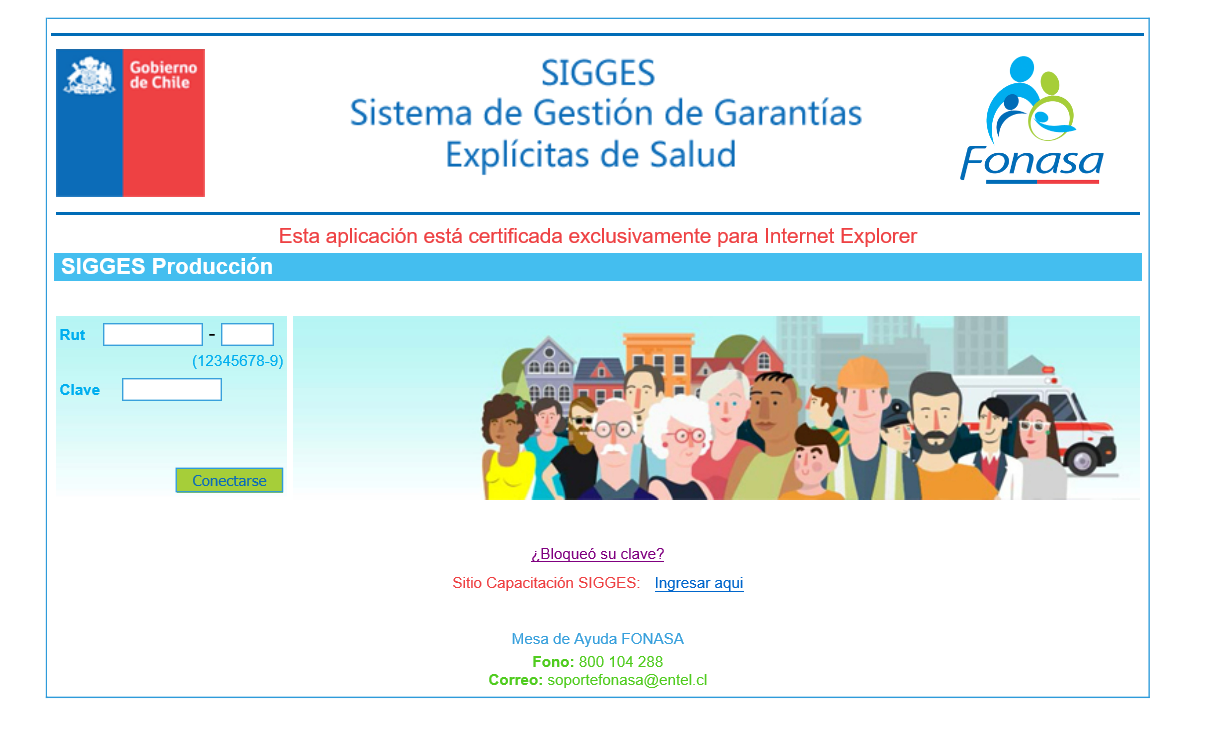 Gobierno
de Chile
SIGGES
Sistema de Gestión de Garantías
Explícitas de Salud
Fonasa
Esta aplicación está certificada exclusivamente para Internet Explorer
SIGGES Producción
Rut -
(12345678-9)
Clave
Conectarse
¿Bloqueó su clave?
Sitio Capacitación SIGGES: Ingresar aqui
Mesa de Ayuda FONASA
Fono: 800 104 288
Correo: soportefonasa@entel.cl